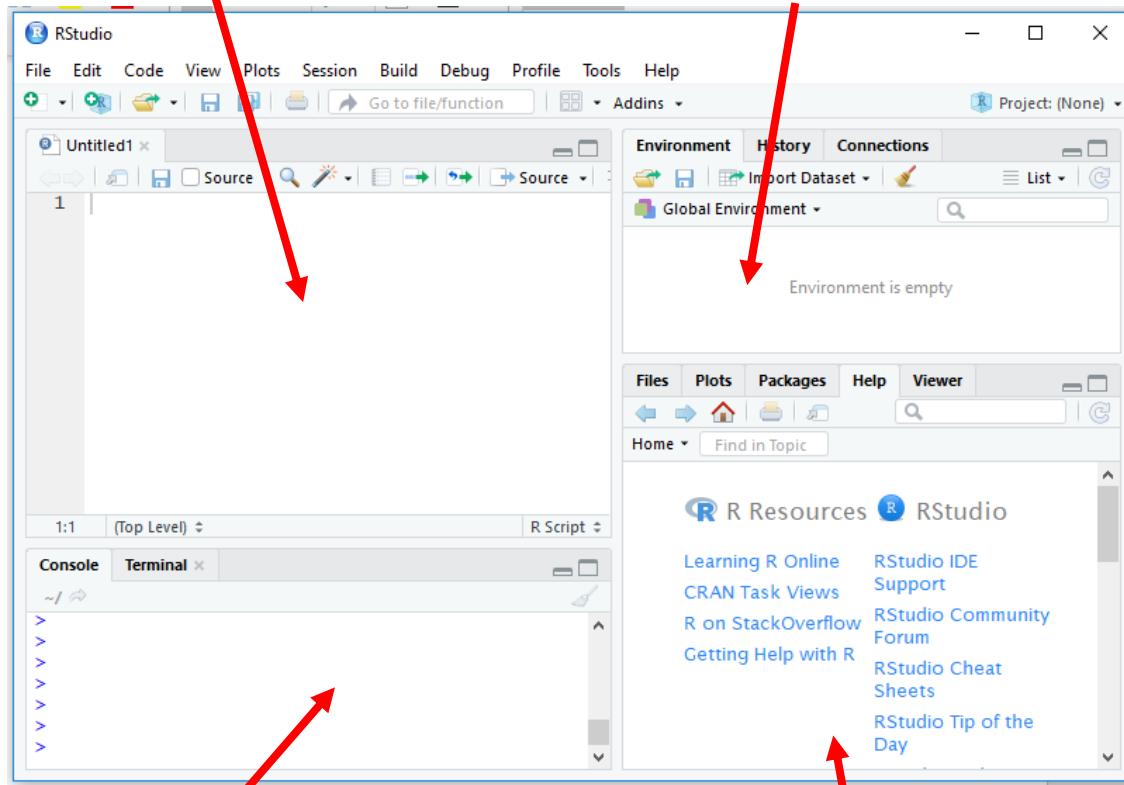 RStudio
File Edit Code View Plots Session Build Debug Profile Tools Help
Go to file/function Addins Project: (None)
Untitled1
Source Source
1
1:1 (Top Level) R Script
Console Terminal
~/
>
>
>
>
>
>
>
Environment History Connections
Import Dataset List
Global Environment
Environment is empty
Files Plots Packages Help Viewer
Home Find in Topic
R R Resources R RStudio
Learning R Online
CRAN Task Views
R on StackOverflow
Getting Help with R
RStudio IDE
Support
RStudio Community
Forum
RStudio Cheat
Sheets
RStudio Tip of the
Day